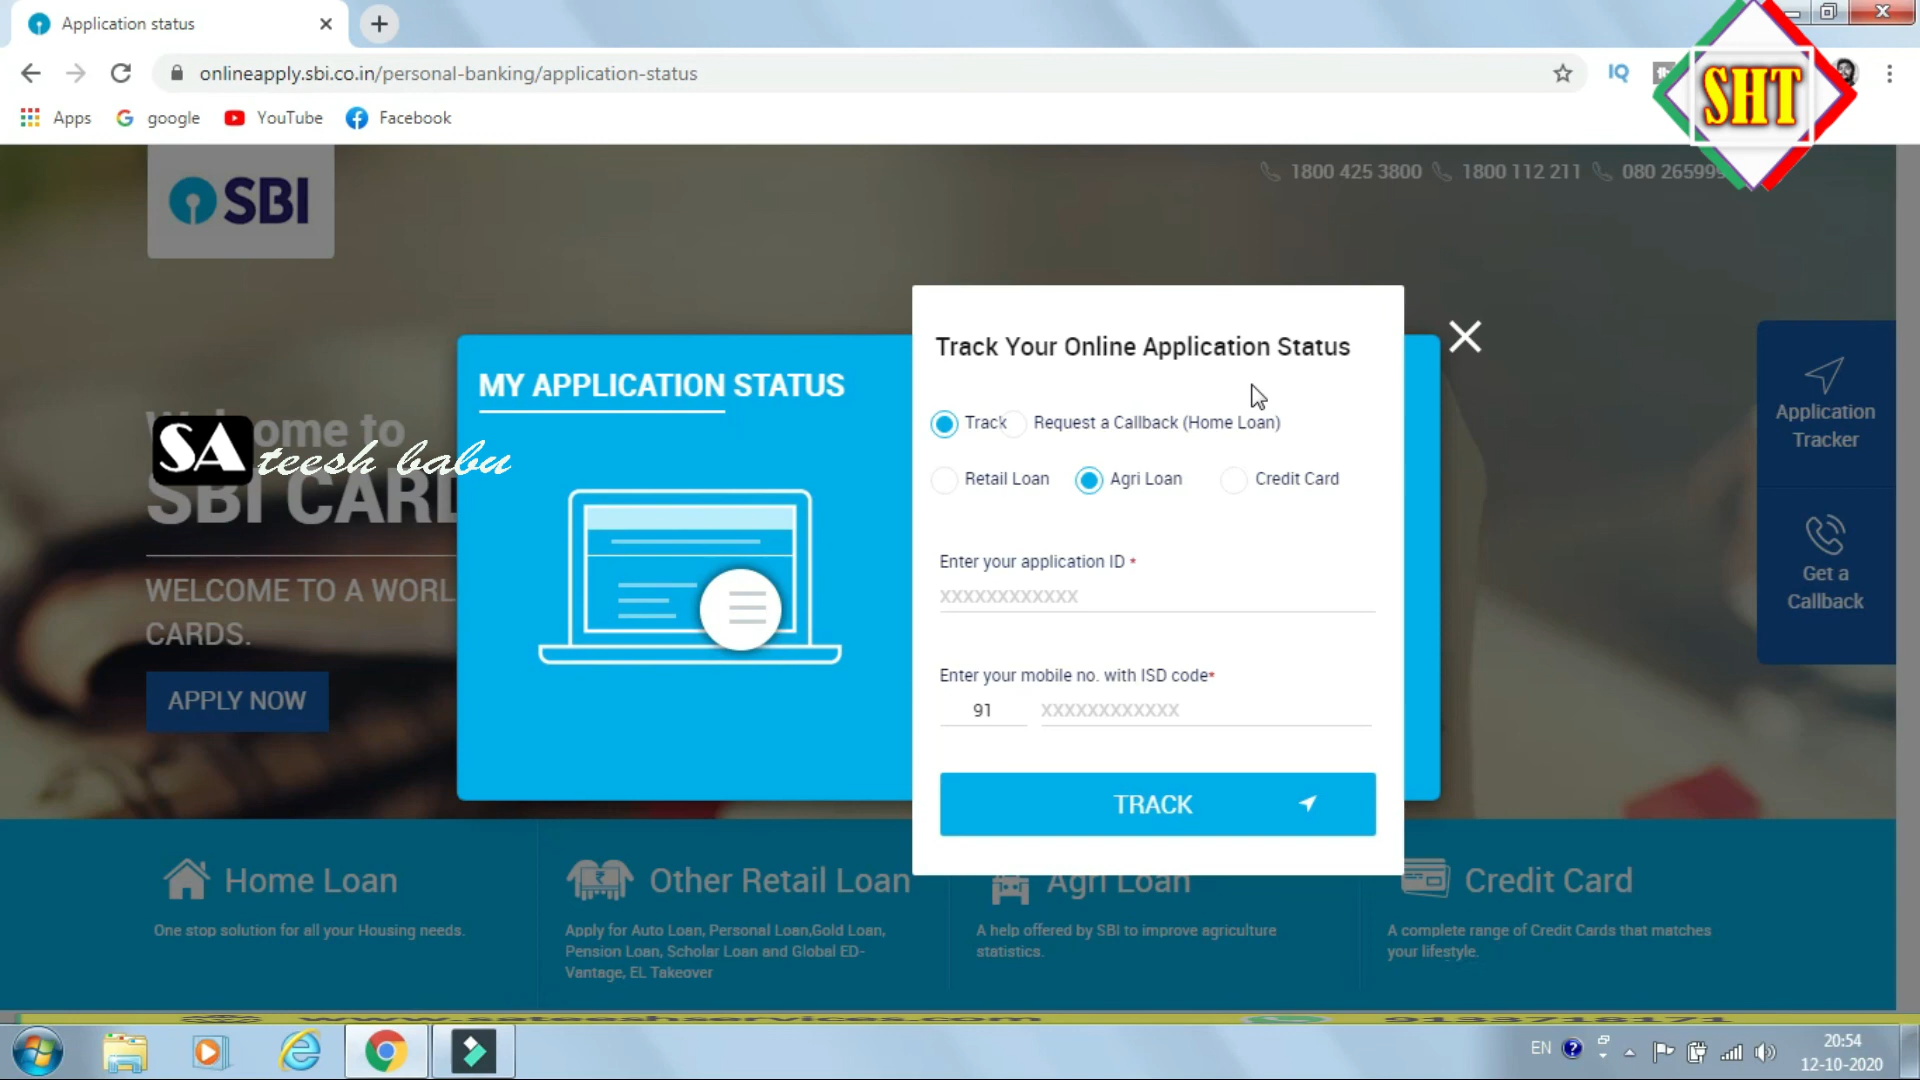 Application status
onlineapply.sbi.co.in/personal-banking/application-status
IQ
Apps google YouTube Facebook
SHT
SBI
1800 425 3800 1800 112 211 080 265999
Track Your Online Application Status
MY APPLICATION STATUS
Track Request a Callback (Home Loan)
Retail Loan Agri Loan Credit Card
Enter your application ID *
XXXXXXXXXXXX
Enter your mobile no. with ISD code*
91 XXXXXXXXXXXX
TRACK
Application
Tracker
Get a
Callback
SA teesh babu
SBI CARD
WELCOME TO A WORL
CARDS.
APPLY NOW
Home Loan
One stop solution for all your Housing needs.
Other Retail Loan
Apply for Auto Loan, Personal Loan,Gold Loan,
Pension Loan, Scholar Loan and Global ED-
Vantage, EL Takeover
Agri Loan
A help offered by SBI to improve agriculture
statistics.
Credit Card
A complete range of Credit Cards that matches
your lifestyle.
www.sateeshservices.com 9133718171
EN
20:54
12-10-2020